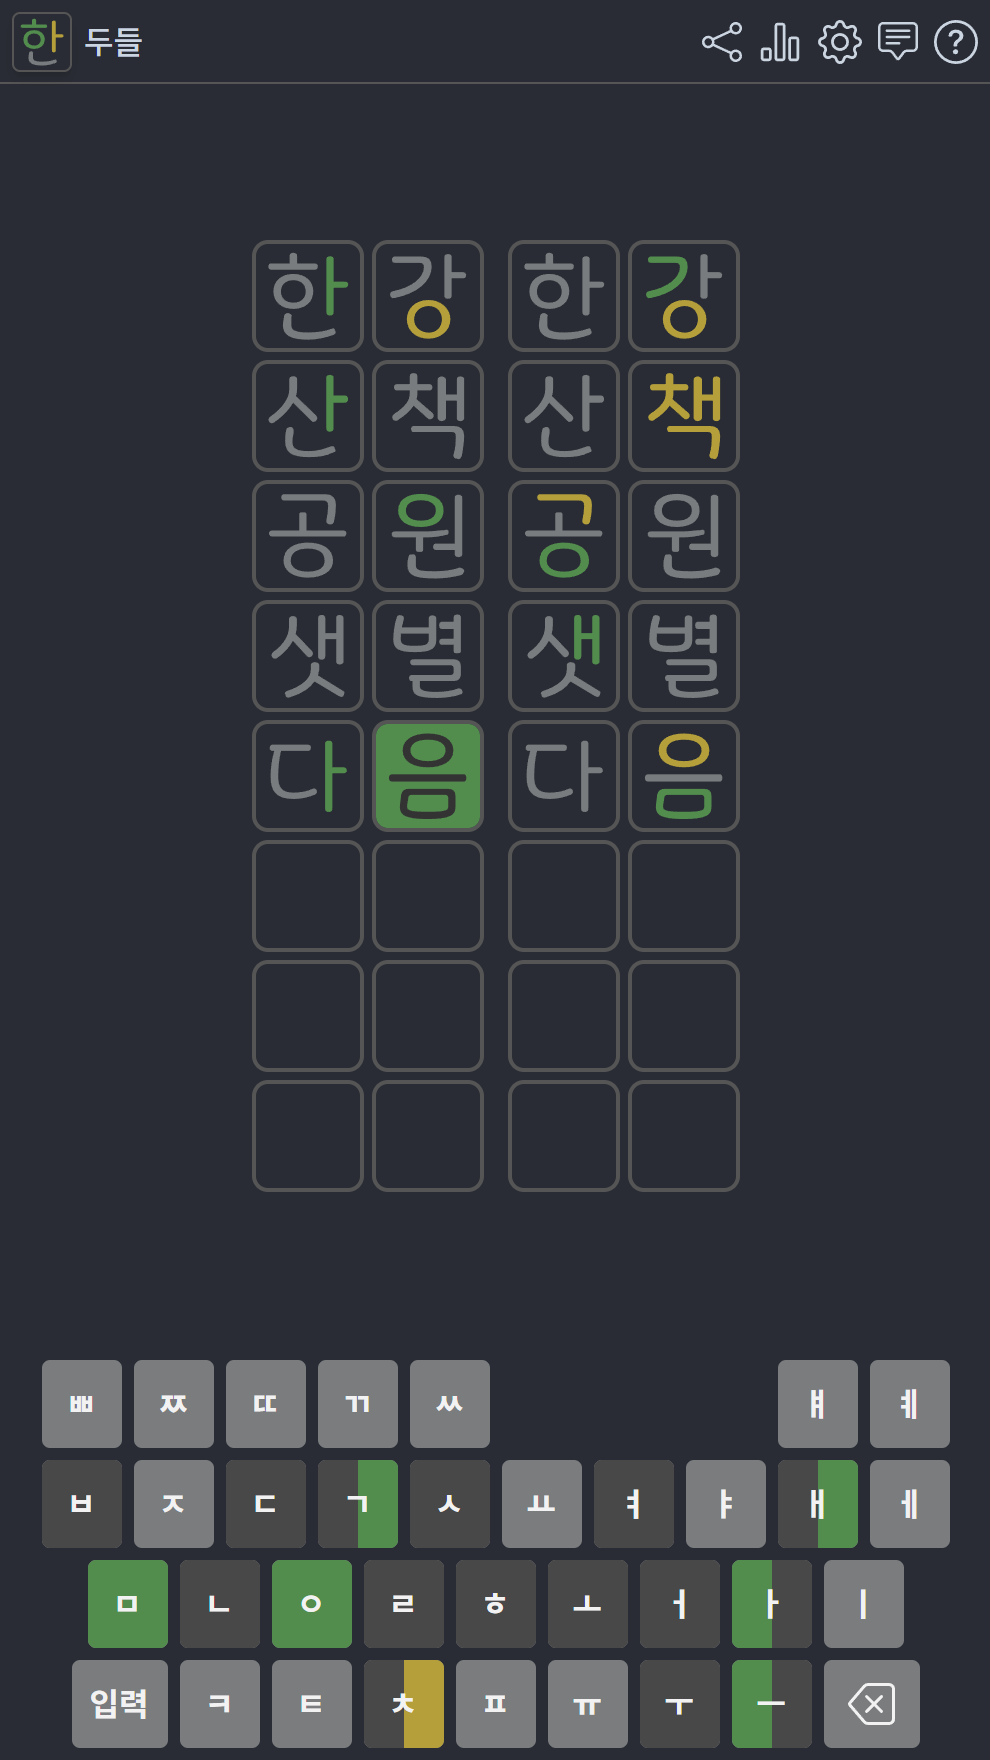 한 두들 ?
한 강 한 강
산 책 산 책
공 원 공 원
샛 별 샛 별
다 음 다 음
ㅃ ㅉ ㄸ ㄲ ㅆ ㅒ ㅖ
ㅂ ㅈ ㄷ ㄱ ㅅ ㅛ ㅕ ㅑ ㅐ ㅔ
ㅁ ㄴ ㅇ ㄹ ㅎ ㅗ ㅓ ㅏ ㅣ
입력 ㅋ ㅌ ㅊ ㅍ ㅠ ㅜ ㅡ